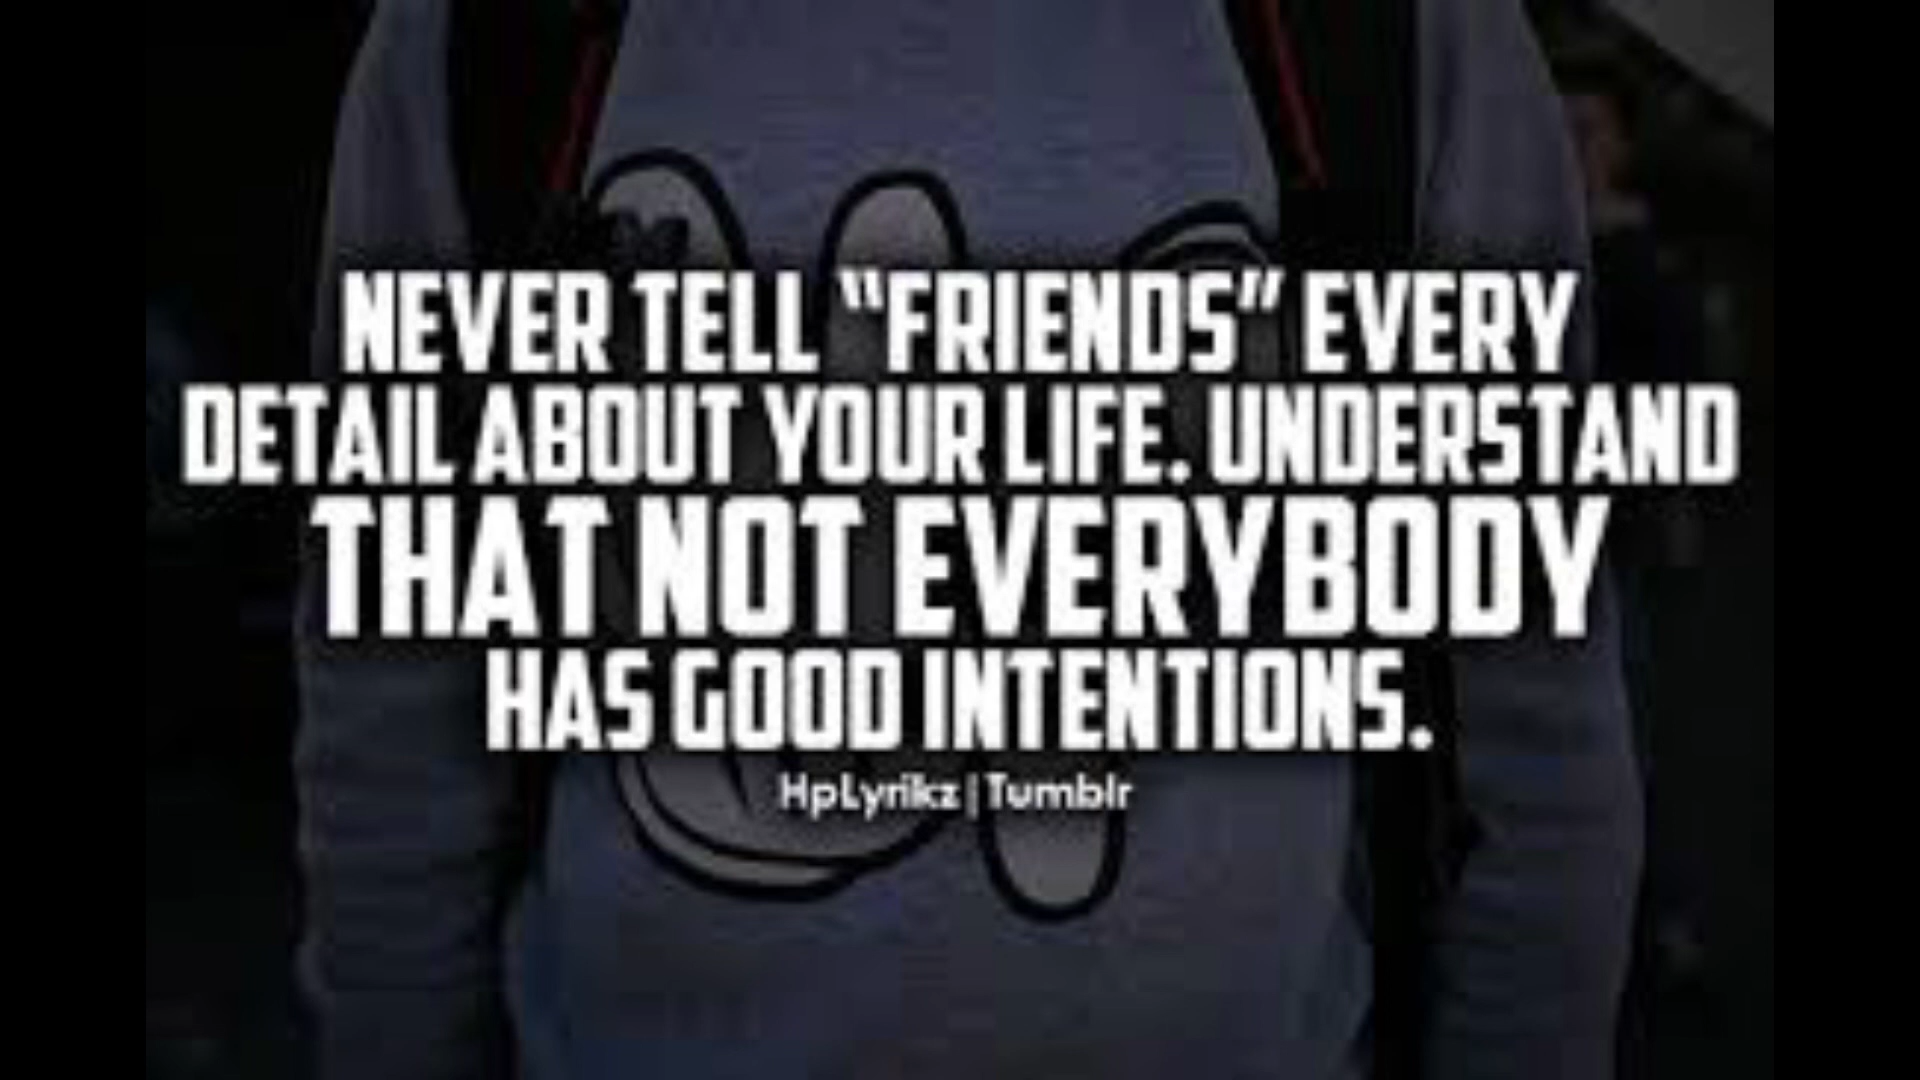 NEVER TELL "FRIENDS" EVERY
DETAIL ABOUT YOUR LIFE. UNDERSTAND
THAT NOT EVERYBODY
HAS GOOD INTENTIONS.
HpLyrikz|Tumblr